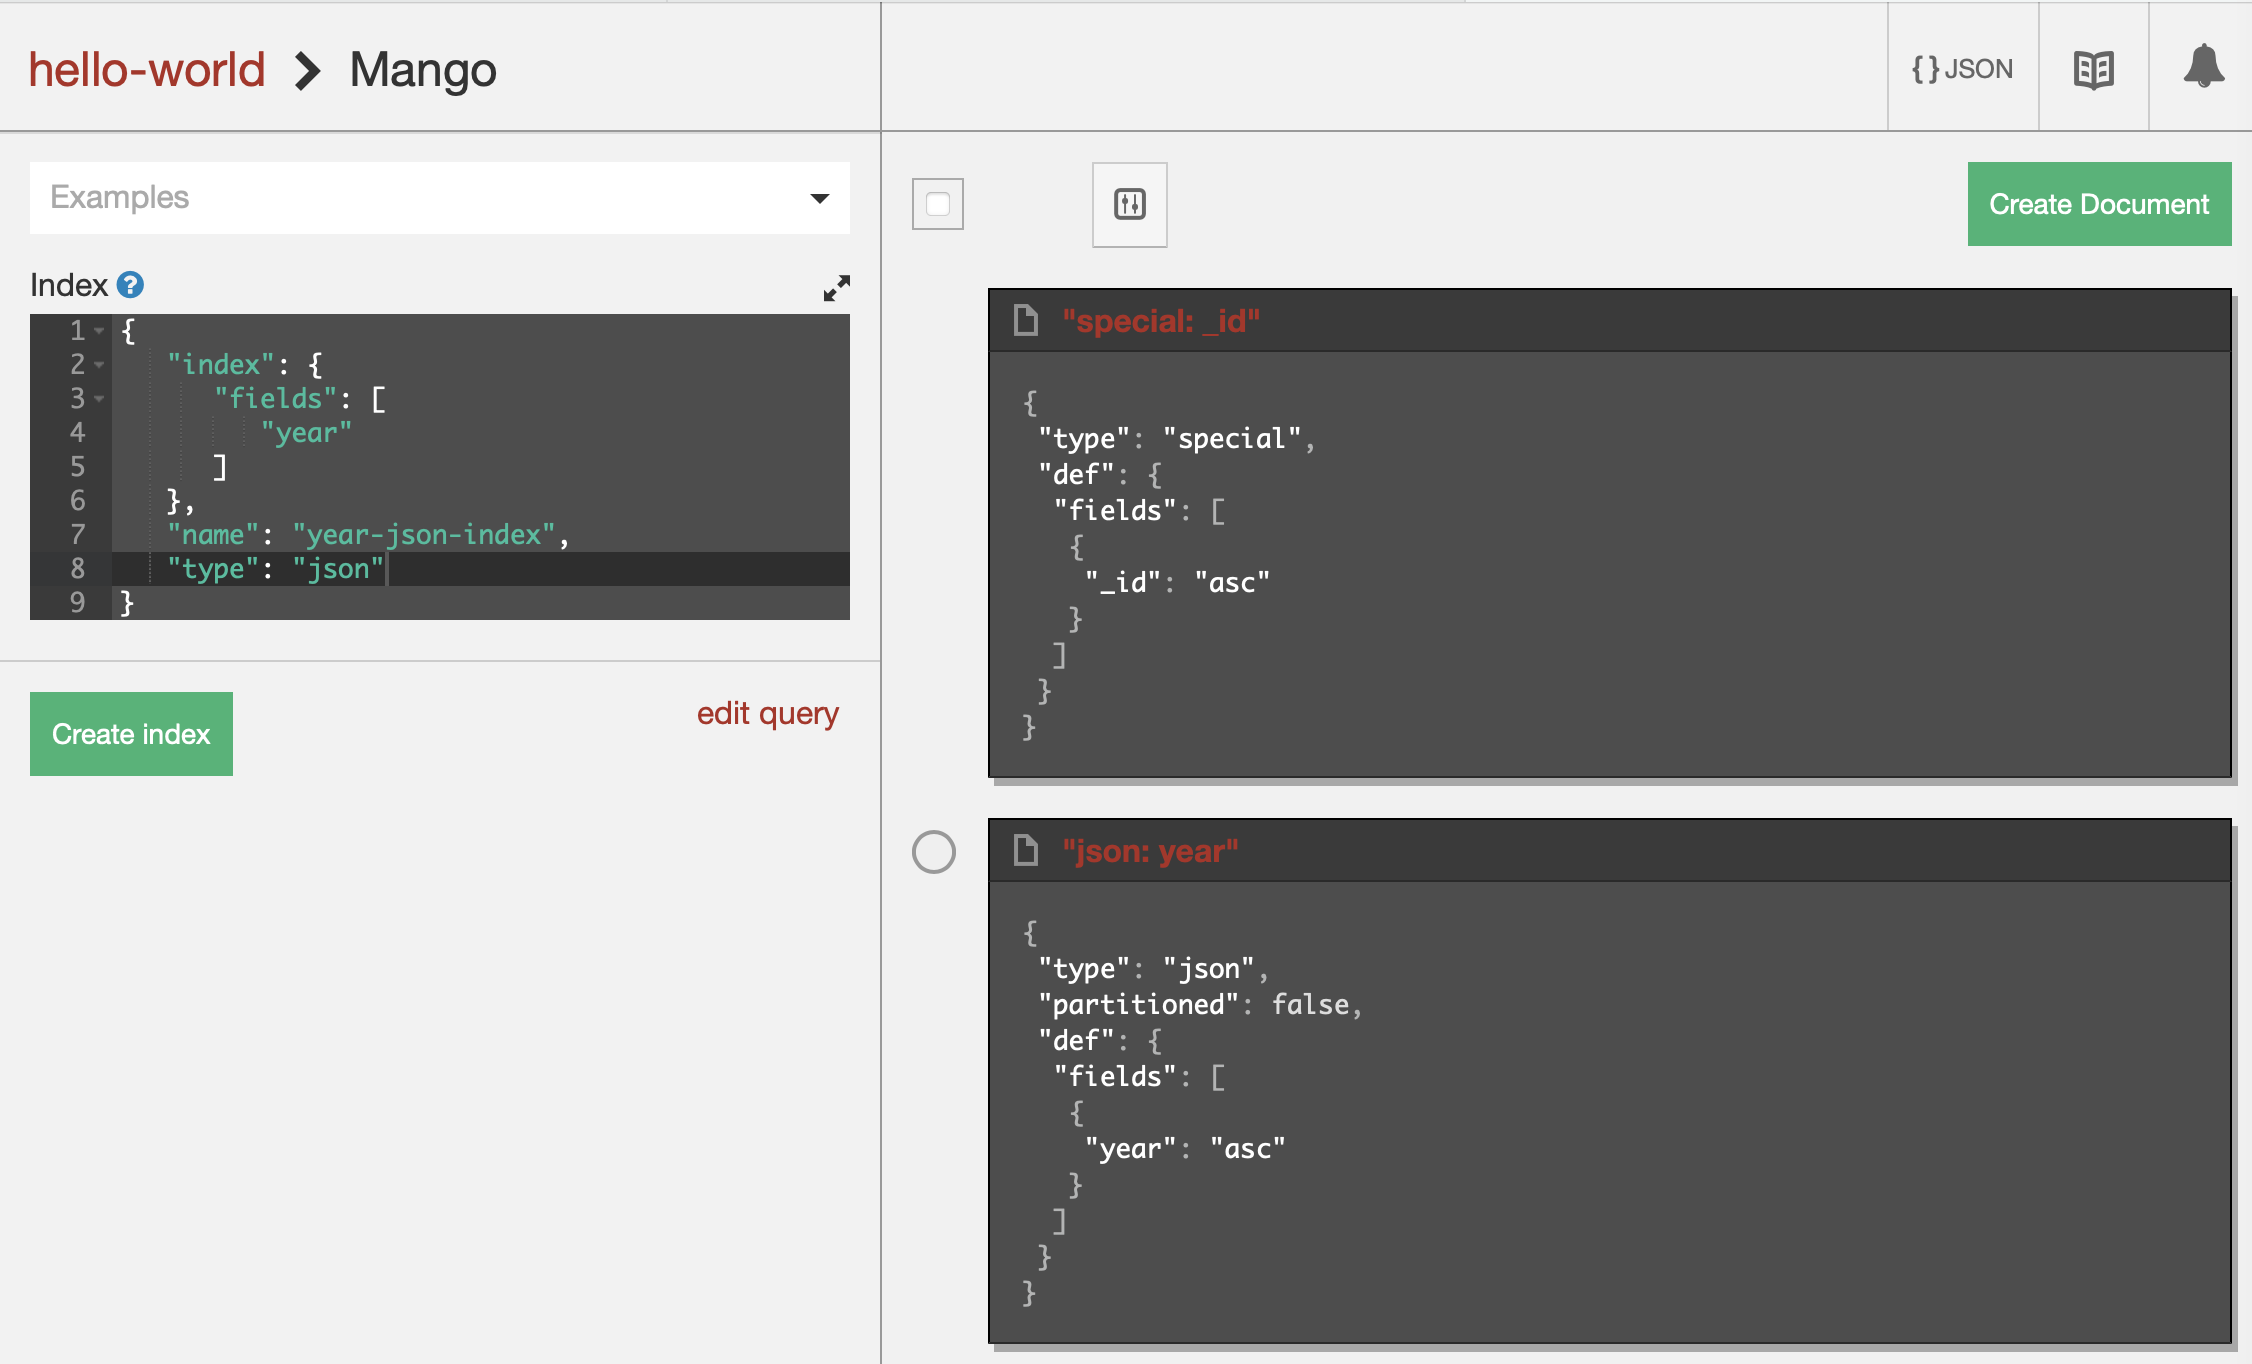 hello-world > Mango
{} JSON
Examples
Index ?
1 {
2 "index": {
3 "fields": [
4 "year"
5 ]
6 },
7 "name": "year-json-index",
8 "type": "json"
9 }
Create index
edit query
Create Document
"special: _id"
{
"type": "special",
"def": {
"fields": [
{
"_id": "asc"
}
]
}
}
"json: year"
{
"type": "json",
"partitioned": false,
"def": {
"fields": [
{
"year": "asc"
}
]
}
}